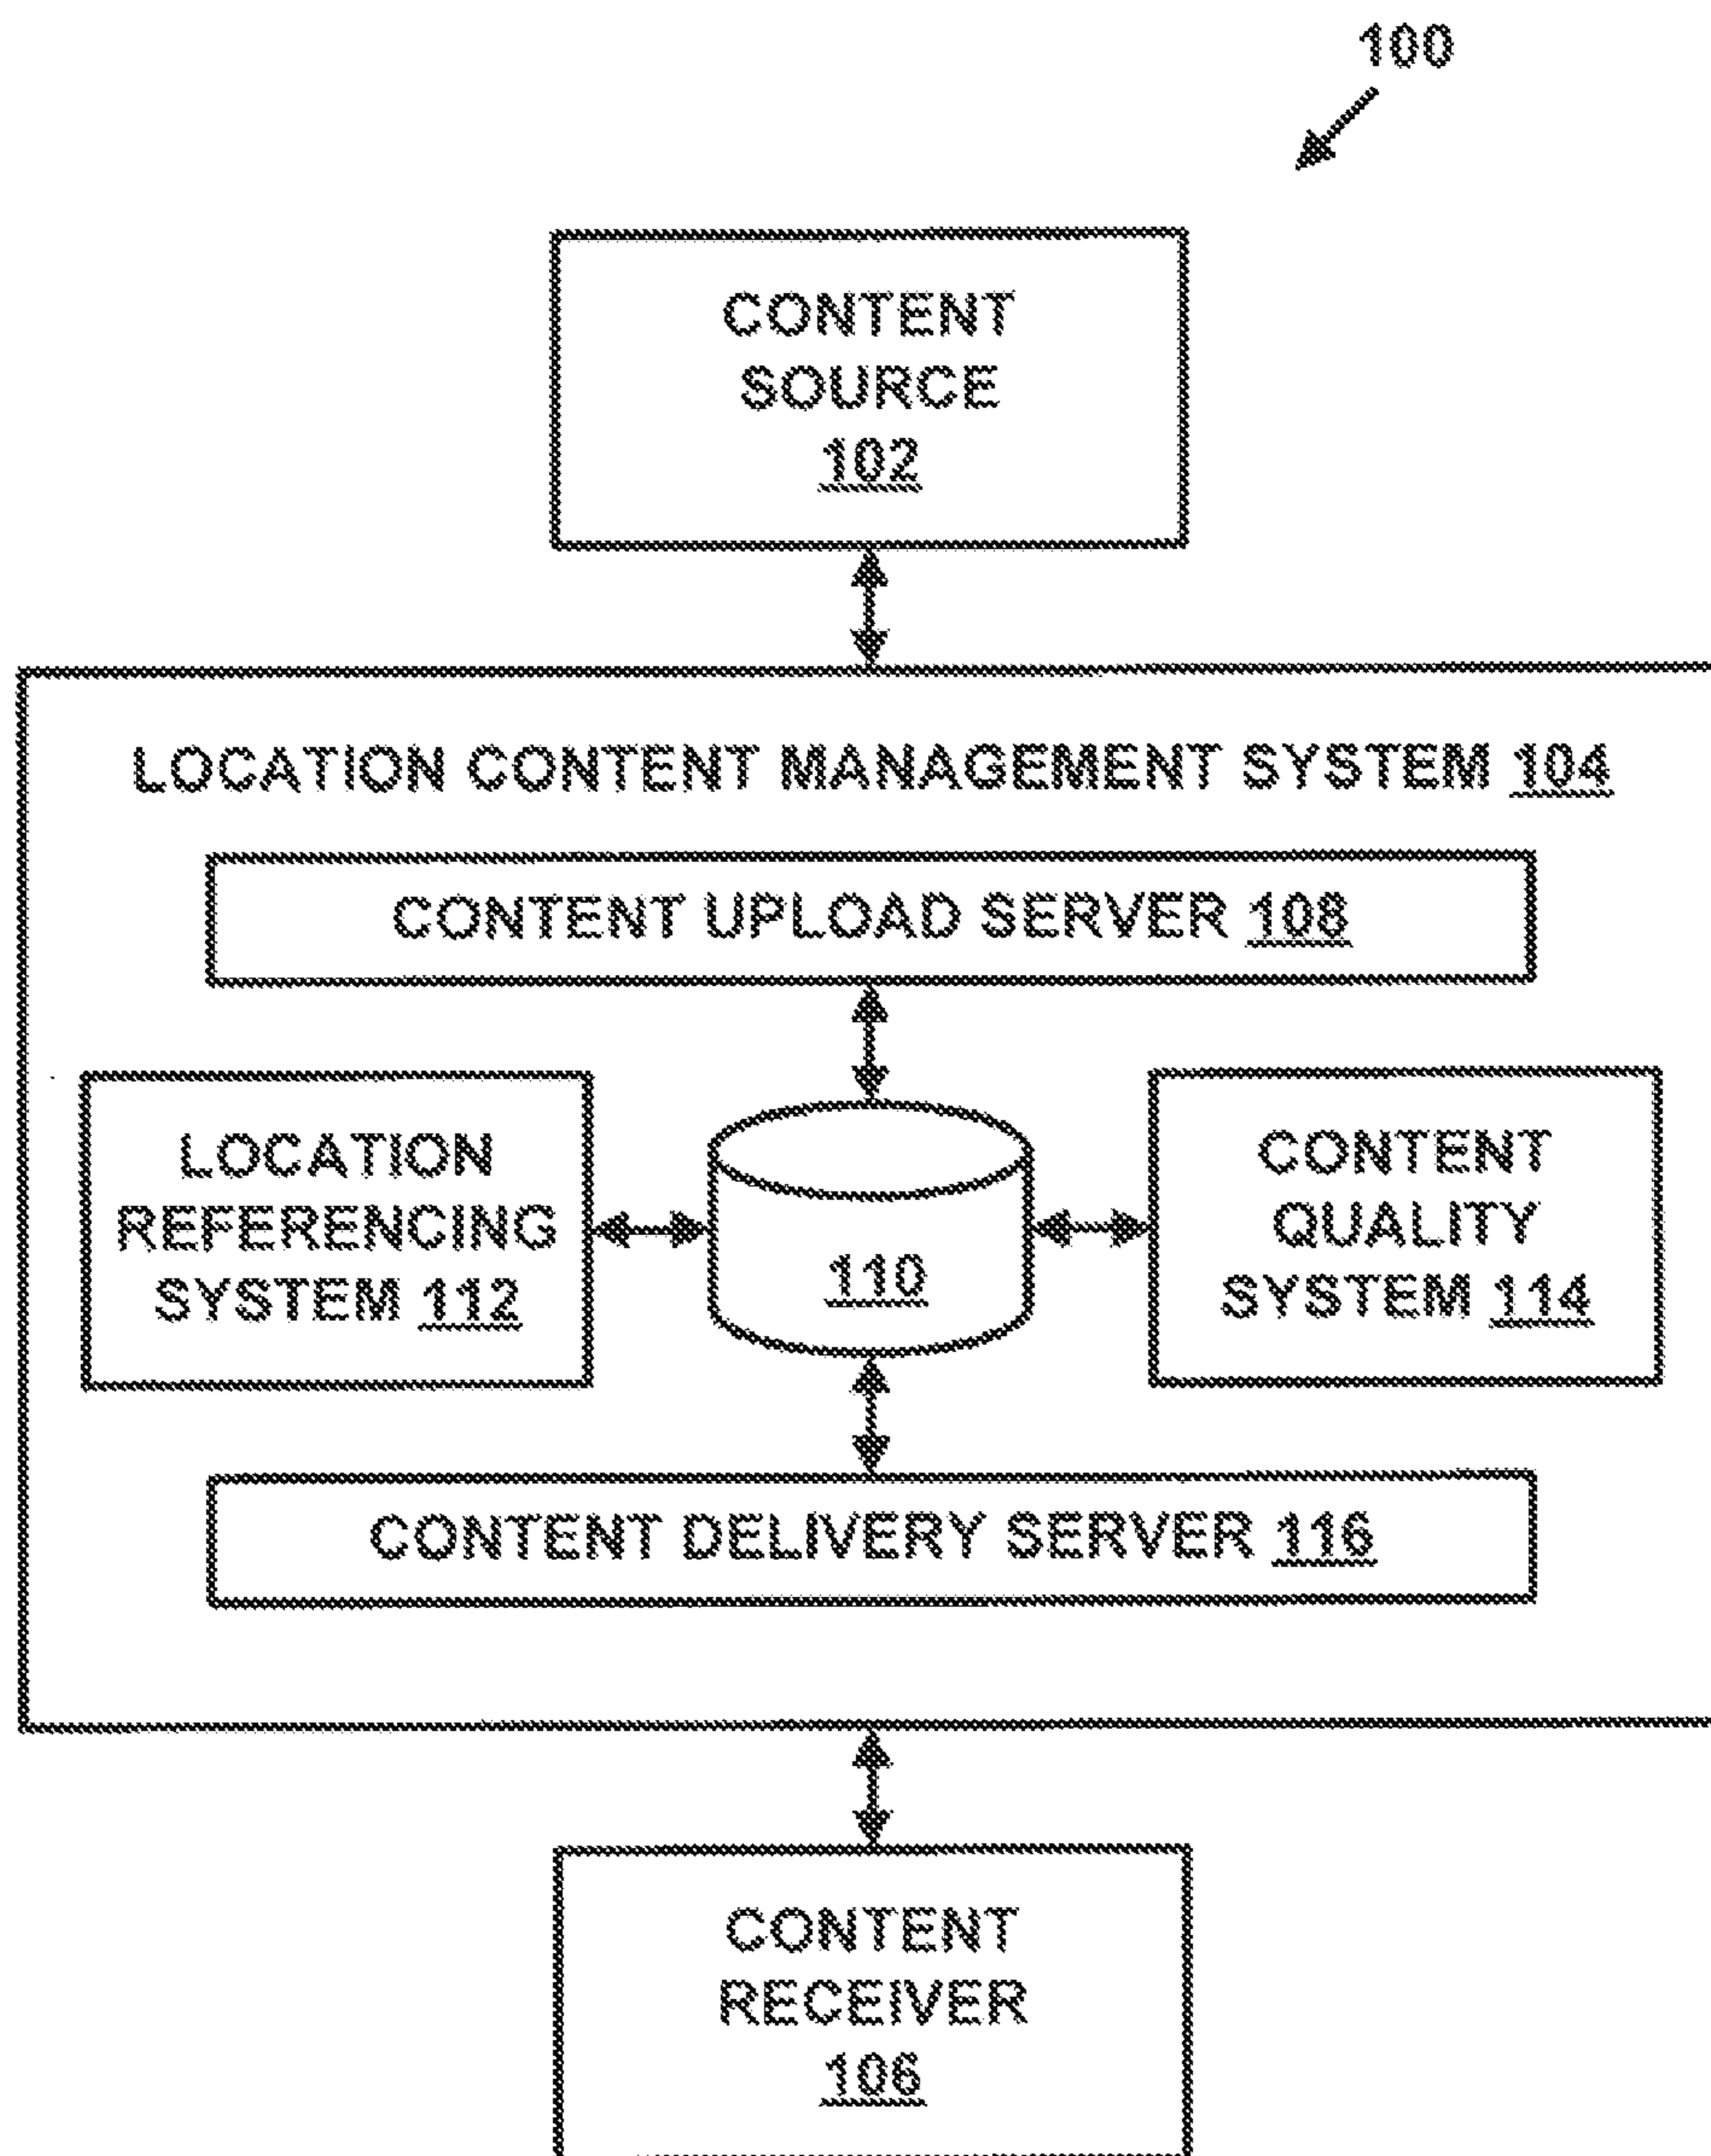 100
CONTENT
SOURCE
102
LOCATION CONTENT MANAGEMENT SYSTEM 104
CONTENT UPLOAD SERVER 108
LOCATION
REFERENCING
SYSTEM 112
110
CONTENT
QUALITY
SYSTEM 114
CONTENT DELIVERY SERVER 116
CONTENT
RECEIVER
106